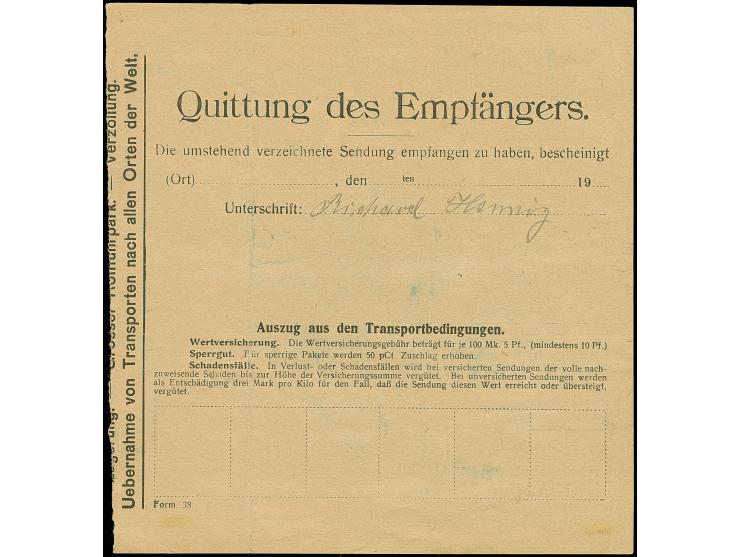 Quittung des Empfängers.
Die umstehend verzeichnete Sendung empfangen zu haben, bescheinigt
(Ort) , den ten 19
Unterschrift: Richard Hennig
Auszug aus den Transportbedingungen.
Wertversicherung. Die Wertversicherungsgebühr beträgt für je 100 Mk. 5 Pf., (mindestens 10 Pf.)
Sperrgut. Für sperrige Pakete werden 50 pCt Zuschlag erhoben.
Schadensfälle. In Verlust- oder Schadensfällen wird bei versicherten Sendungen der volle nach-
zuweisende Schaden bis zur Höhe der Versicherungssumme vergütet. Bei unversicherten Sendungen werden
als Entschädigung drei Mark pro Kilo für den Fall, daß die Sendung diesen Wert erreicht oder übersteigt,
vergütet.
Form 38
Verzollung.
Uebernahme von Transporten nach allen Orten der Welt.